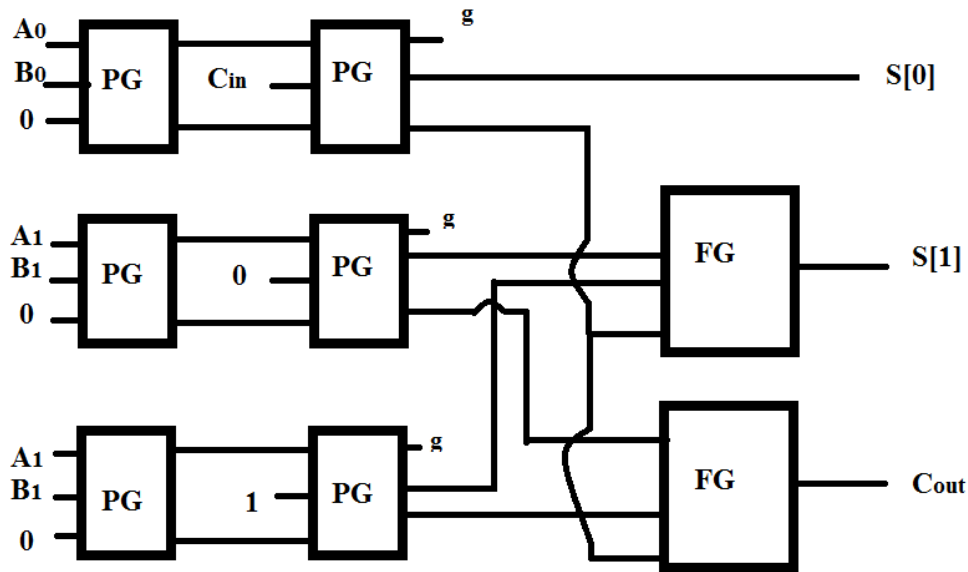 g
A0
B0 PG Cin PG S[0]
0
g
A1
B1 PG 0 PG FG S[1]
0
g
A1
B1 PG 1 PG FG Cout
0